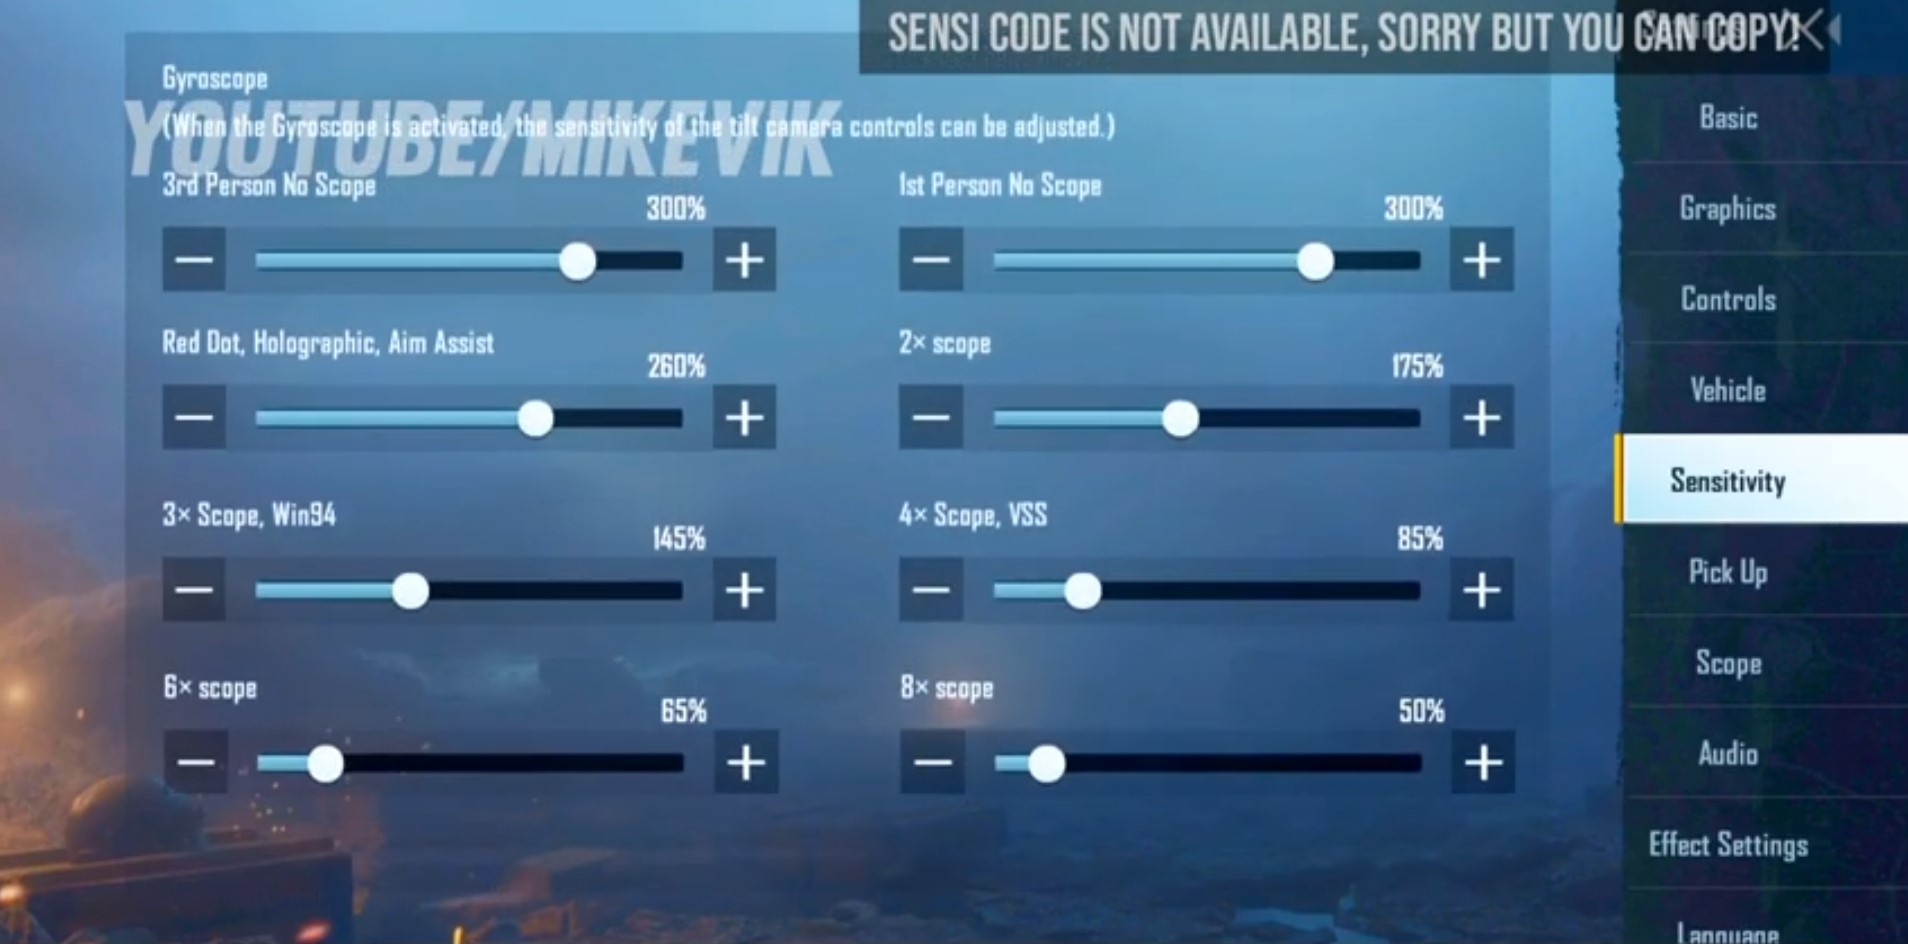 SENSI CODE IS NOT AVAILABLE, SORRY BUT YOU CAN COPY!
Gyroscope
YOUTUBE/MIKEVIK
(When the Gyroscope is activated, the sensitivity of the tilt camera controls can be adjusted.)
3rd Person No Scope
300%
1st Person No Scope
300%
Red Dot, Holographic, Aim Assist
260%
2× scope
175%
3× Scope, Win94
145%
4× Scope, VSS
85%
6× scope
65%
8× scope
50%
Basic
Graphics
Controls
Vehicle
Sensitivity
Pick Up
Scope
Audio
Effect Settings
Language